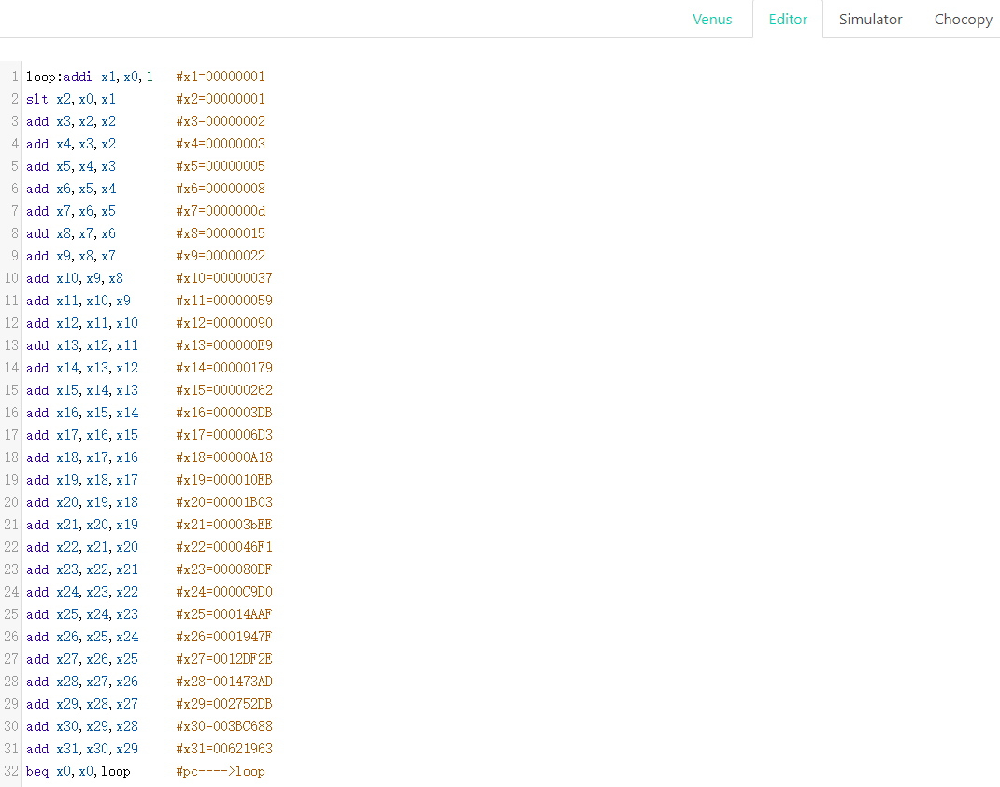 Venus Editor Simulator Chocopy
1 loop:addi x1,x0,1 #x1=00000001
2 slt x2,x0,x1 #x2=00000001
3 add x3,x2,x2 #x3=00000002
4 add x4,x3,x2 #x4=00000003
5 add x5,x4,x3 #x5=00000005
6 add x6,x5,x4 #x6=00000008
7 add x7,x6,x5 #x7=0000000d
8 add x8,x7,x6 #x8=00000015
9 add x9,x8,x7 #x9=00000022
10 add x10,x9,x8 #x10=00000037
11 add x11,x10,x9 #x11=00000059
12 add x12,x11,x10 #x12=00000090
13 add x13,x12,x11 #x13=000000E9
14 add x14,x13,x12 #x14=00000179
15 add x15,x14,x13 #x15=00000262
16 add x16,x15,x14 #x16=000003DB
17 add x17,x16,x15 #x17=000006D3
18 add x18,x17,x16 #x18=00000A18
19 add x19,x18,x17 #x19=000010EB
20 add x20,x19,x18 #x20=00001B03
21 add x21,x20,x19 #x21=00003bEE
22 add x22,x21,x20 #x22=000046F1
23 add x23,x22,x21 #x23=000080DF
24 add x24,x23,x22 #x24=0000C9D0
25 add x25,x24,x23 #x25=00014AAF
26 add x26,x25,x24 #x26=0001947F
27 add x27,x26,x25 #x27=0012DF2E
28 add x28,x27,x26 #x28=001473AD
29 add x29,x28,x27 #x29=002752DB
30 add x30,x29,x28 #x30=003BC688
31 add x31,x30,x29 #x31=00621963
32 beq x0,x0,loop #pc---->loop